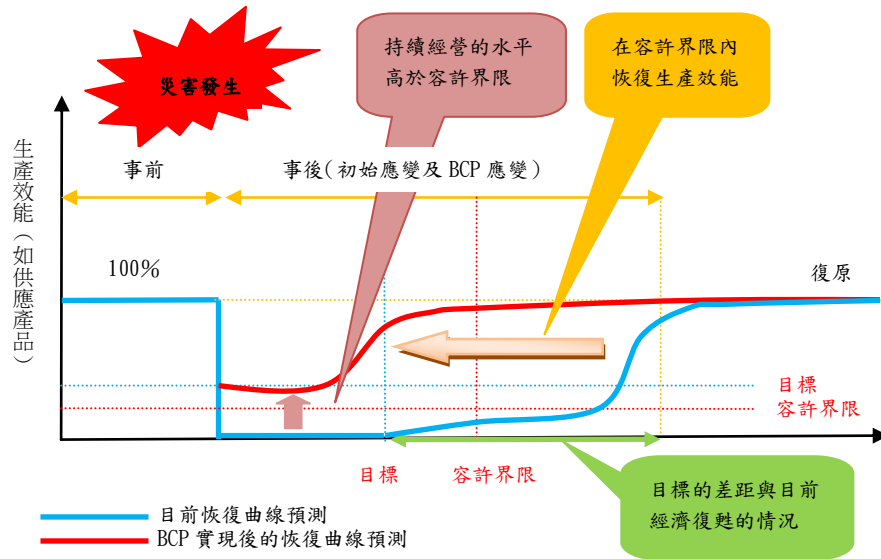 災害發生
持續經營的水平
高於容許界限
在容許界限內
恢復生產效能
生產效能（如供應產品）
事前
事後(初始應變及 BCP 應變)
100%
復原
目標
容許界限
目標
容許界限
目標的差距與目前
經濟復甦的情況
目前恢復曲線預測
BCP 實現後的恢復曲線預測